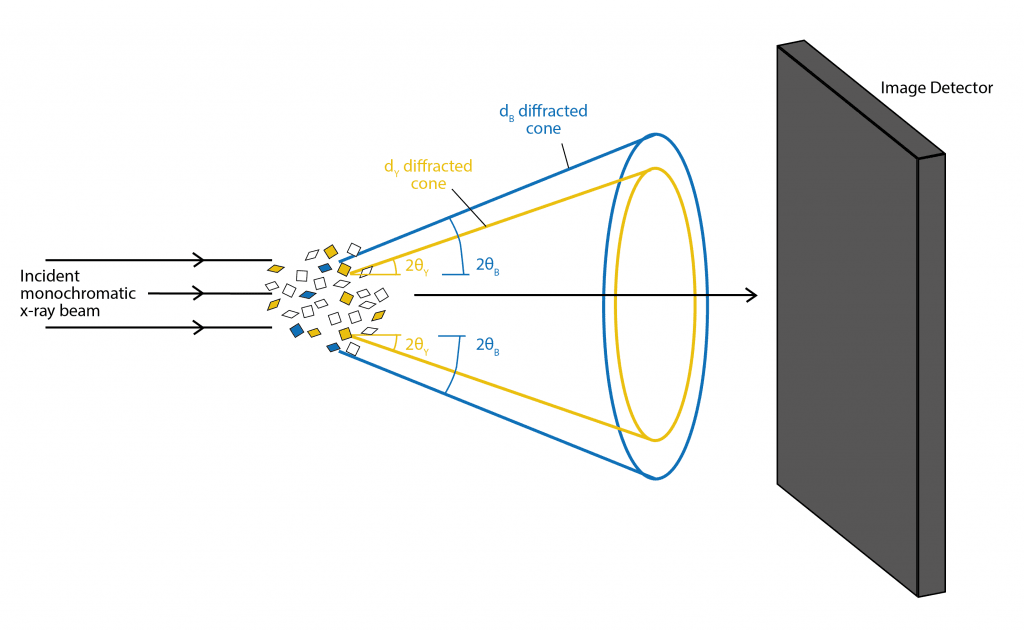 Image Detector
d_B diffracted
cone
d_Y diffracted
cone
Incident
monochromatic
x-ray beam
2θ_Y
2θ_B
2θ_Y
2θ_B